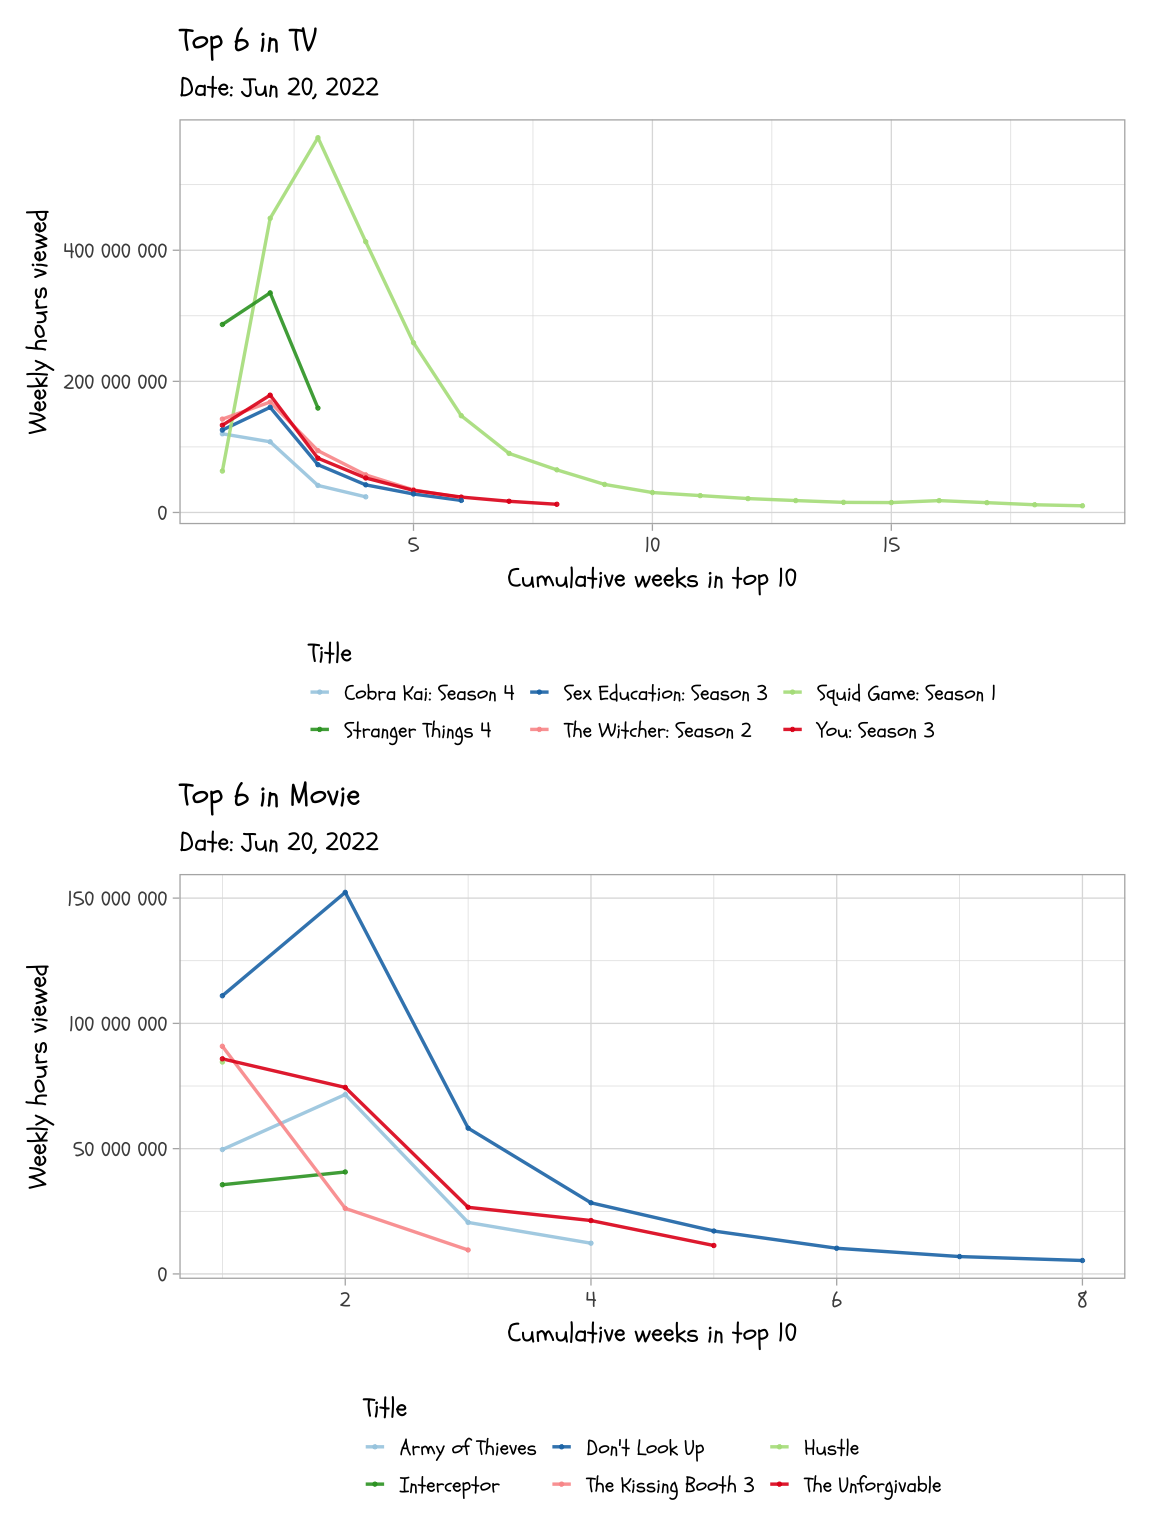 Top 6 in TV
Date: Jun 20, 2022
Weekly hours viewed
400 000 000
200 000 000
0
5
10
15
Cumulative weeks in top 10
Title
Cobra Kai: Season 4
Sex Education: Season 3
Squid Game: Season 1
Stranger Things 4
The Witcher: Season 2
You: Season 3
Top 6 in Movie
Date: Jun 20, 2022
Weekly hours viewed
150 000 000
100 000 000
50 000 000
0
2
4
6
8
Cumulative weeks in top 10
Title
Army of Thieves
Don't Look Up
Hustle
Interceptor
The Kissing Booth 3
The Unforgivable